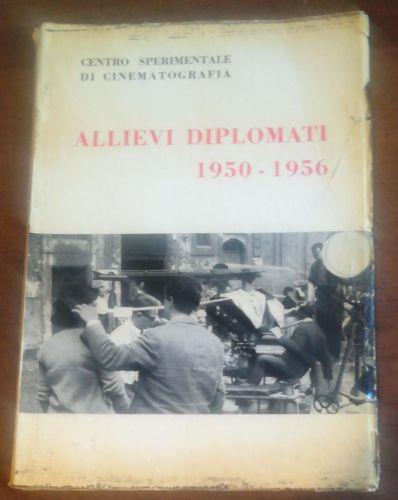 CENTRO SPERIMENTALE
DI CINEMATOGRAFIA
ALLIEVI DIPLOMATI
1950 - 1956